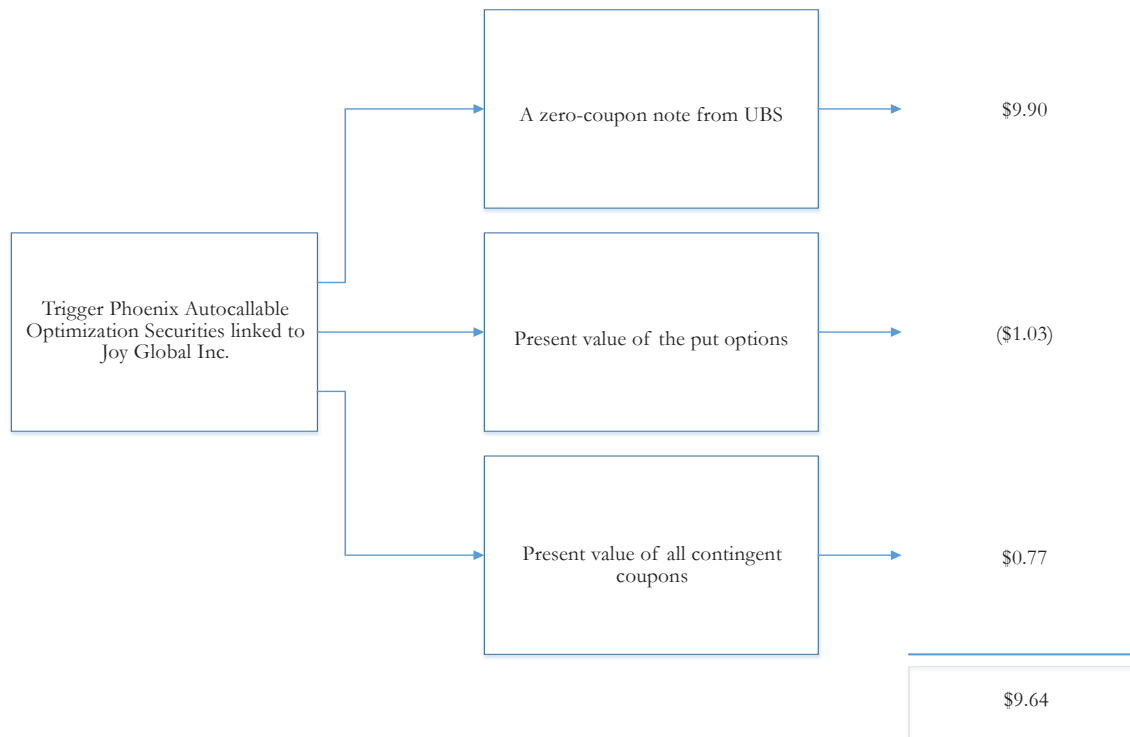 A zero-coupon note from UBS
$9.90
Trigger Phoenix Autocallable
Optimization Securities linked to
Joy Global Inc.
Present value of the put options
($1.03)
Present value of all contingent
coupons
$0.77
$9.64